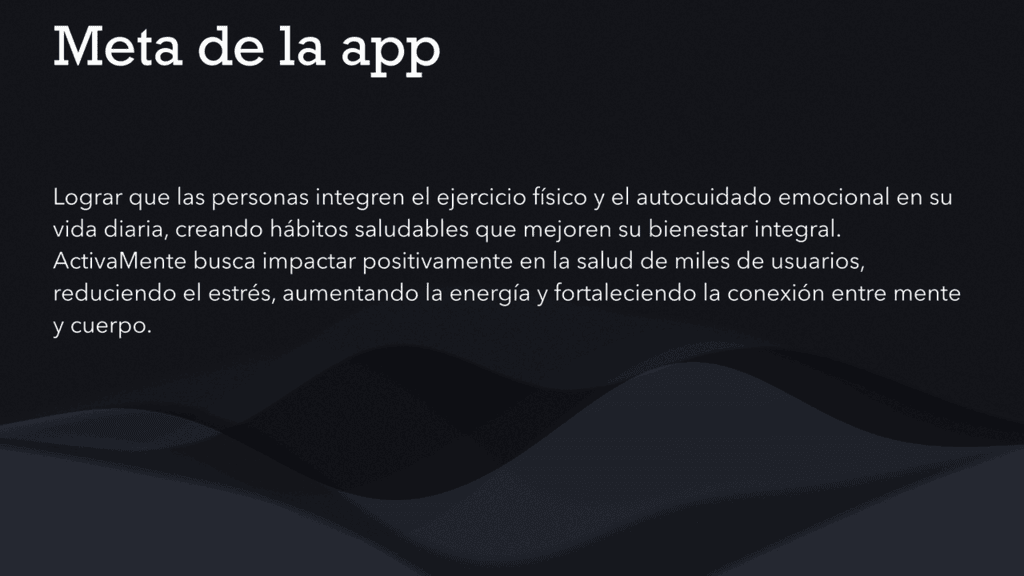 Meta de la app
Lograr que las personas integren el ejercicio físico y el autocuidado emocional en su
vida diaria, creando hábitos saludables que mejoren su bienestar integral.
ActivaMente busca impactar positivamente en la salud de miles de usuarios,
reduciendo el estrés, aumentando la energía y fortaleciendo la conexión entre mente
y cuerpo.